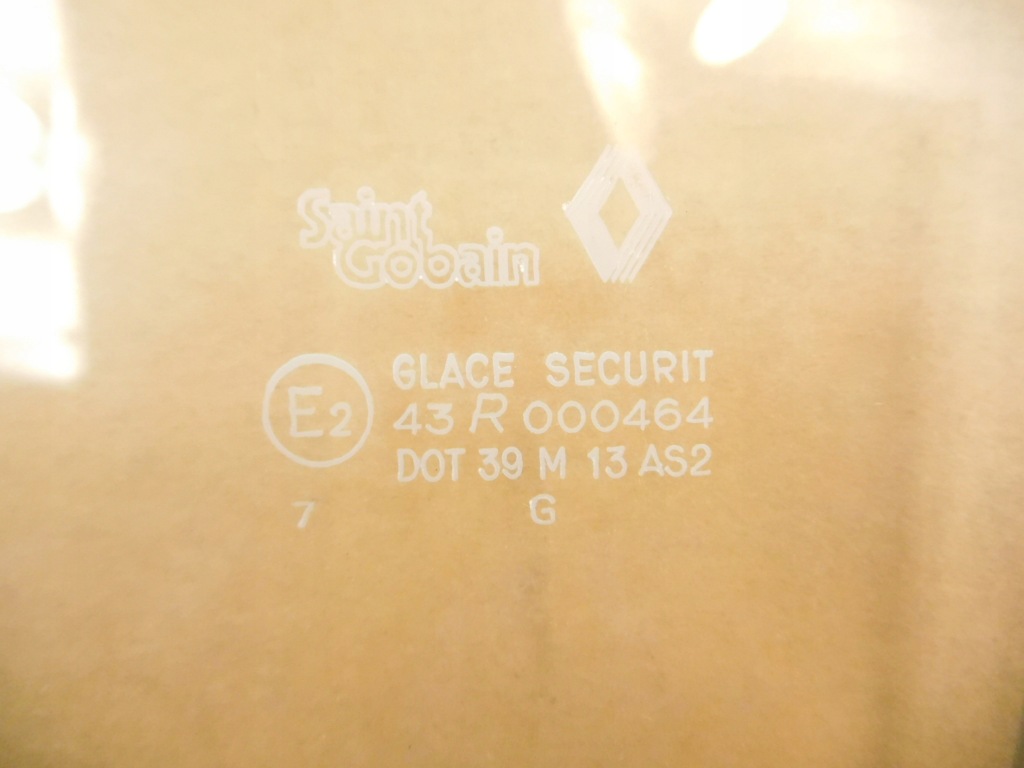 Saint
Gobain
E2
GLACE SECURIT
43 R 000464
DOT 39 M 13 AS2
7 G